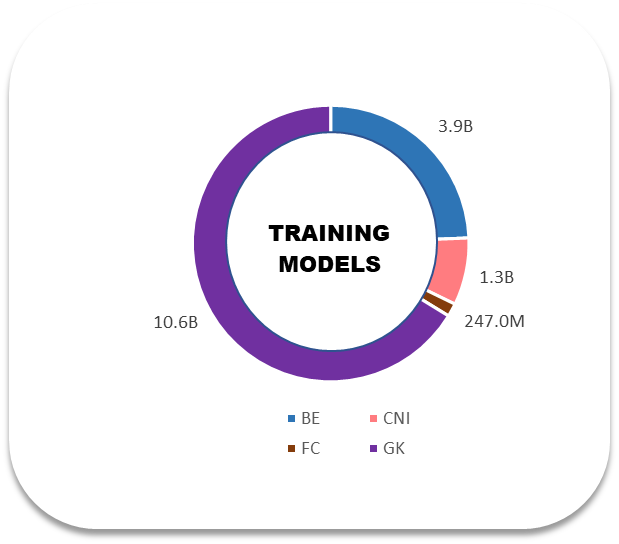 3.9B
TRAINING
MODELS
1.3B
247.0M
10.6B
BE
CNI
FC
GK